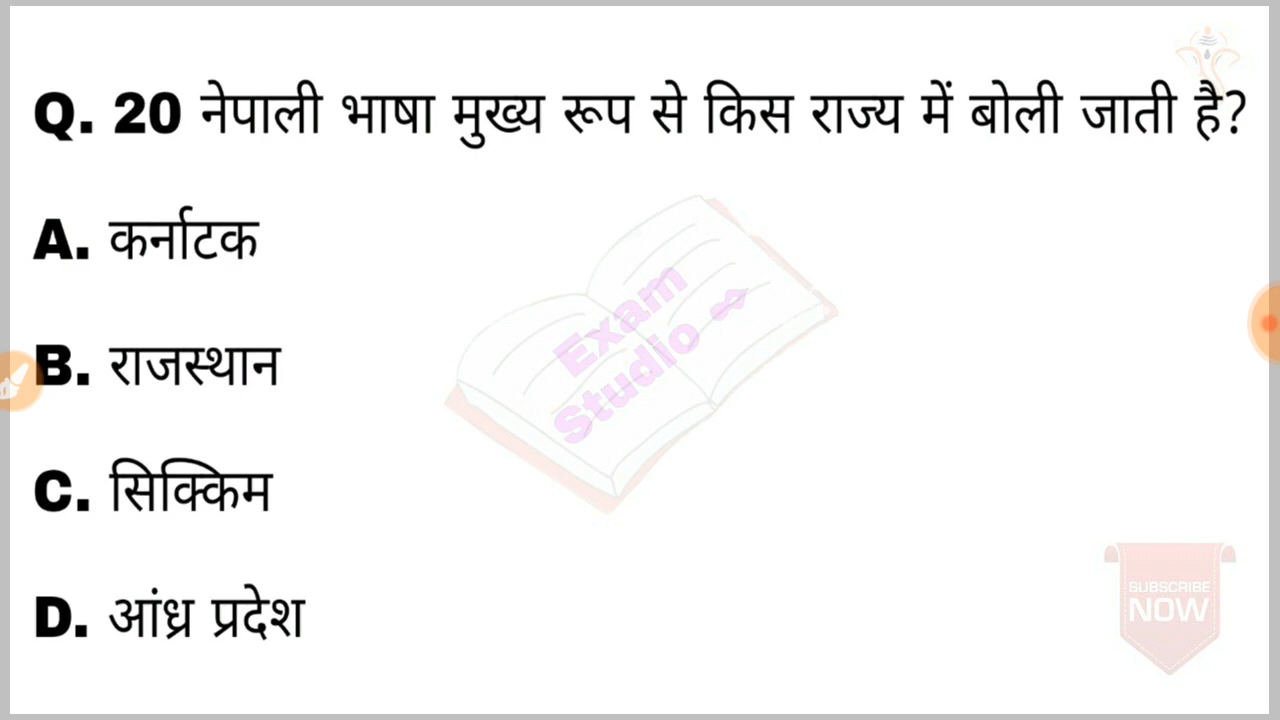 Q. 20 नेपाली भाषा मुख्य रूप से किस राज्य में बोली जाती है?
A. कर्नाटक
B. राजस्थान
Exam
Studio
C. सिक्किम
D. आंध्र प्रदेश
SUBSCRIBE
NOW